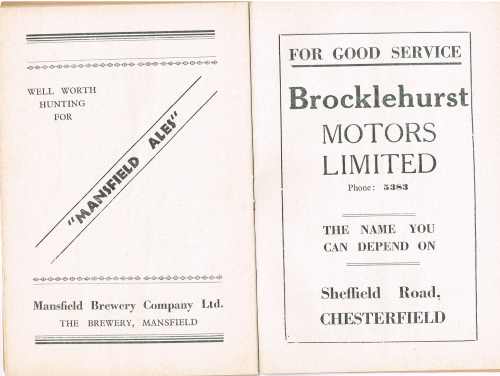 WELL WORTH
HUNTING
FOR
"MANSFIELD ALES"
Mansfield Brewery Company Ltd.
THE BREWERY, MANSFIELD
FOR GOOD SERVICE
Brocklehurst
MOTORS
LIMITED
Phone: 5383
THE NAME YOU
CAN DEPEND ON
Sheffield Road,
CHESTERFIELD